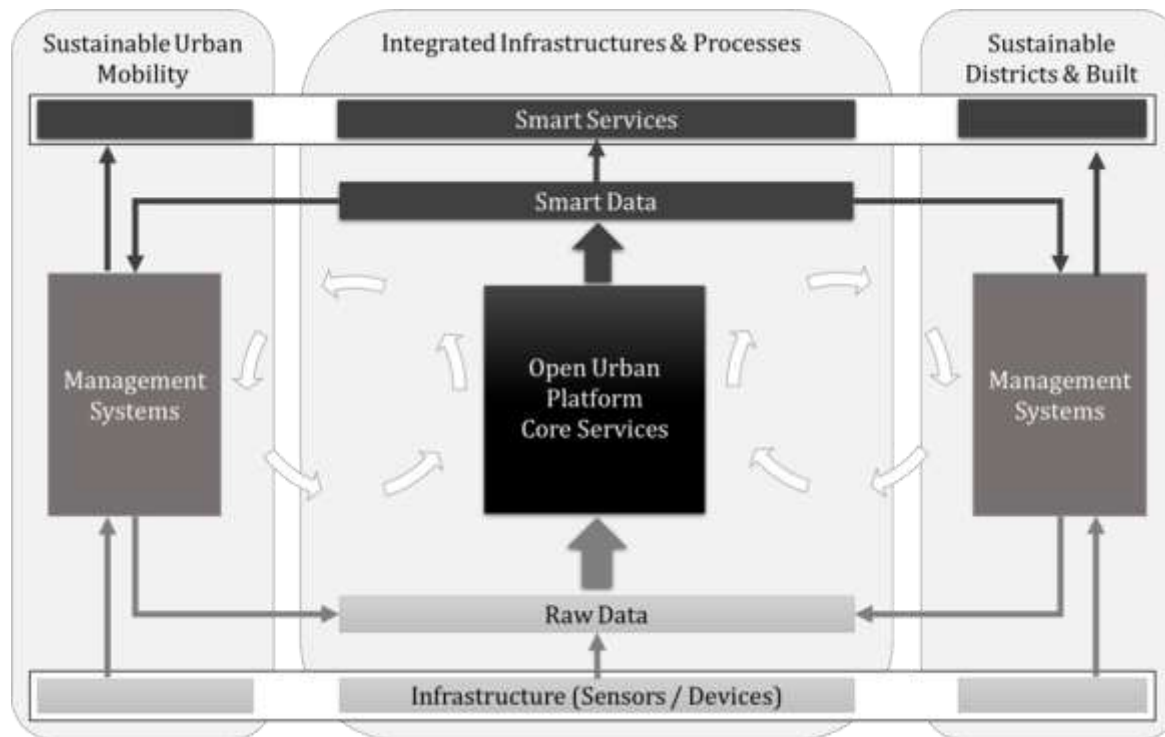 Sustainable Urban
Mobility
Integrated Infrastructures & Processes
Sustainable
Districts & Built
Smart Services
Smart Data
Management
Systems
Open Urban
Platform
Core Services
Management
Systems
Raw Data
Infrastructure (Sensors / Devices)